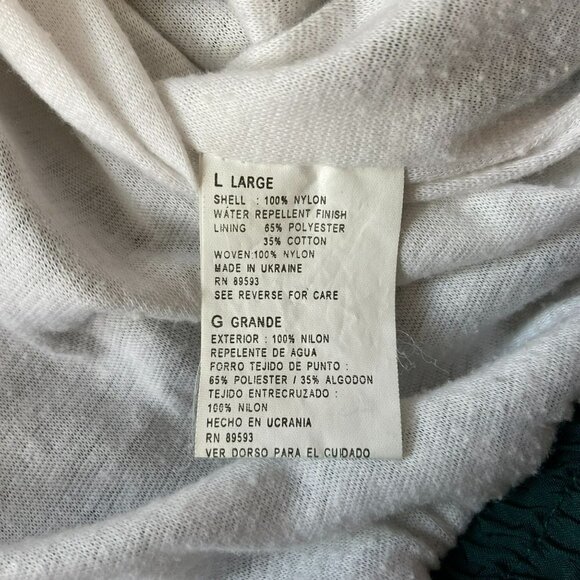 L LARGE
SHELL : 100% NYLON
WATER REPELLENT FINISH
LINING 65% POLYESTER
35% COTTON
WOVEN:100% NYLON
MADE IN UKRAINE
RN 89593
SEE REVERSE FOR CARE
G GRANDE
EXTERIOR : 100% NILON
REPELENTE DE AGUA
FORRO TEJIDO DE PUNTO :
65% POLIESTER / 35% ALGODON
TEJIDO ENTRECRUZADO :
100% NILON
HECHO EN UCRANIA
RN 89593
VER DORSO PARA EL CUIDADO